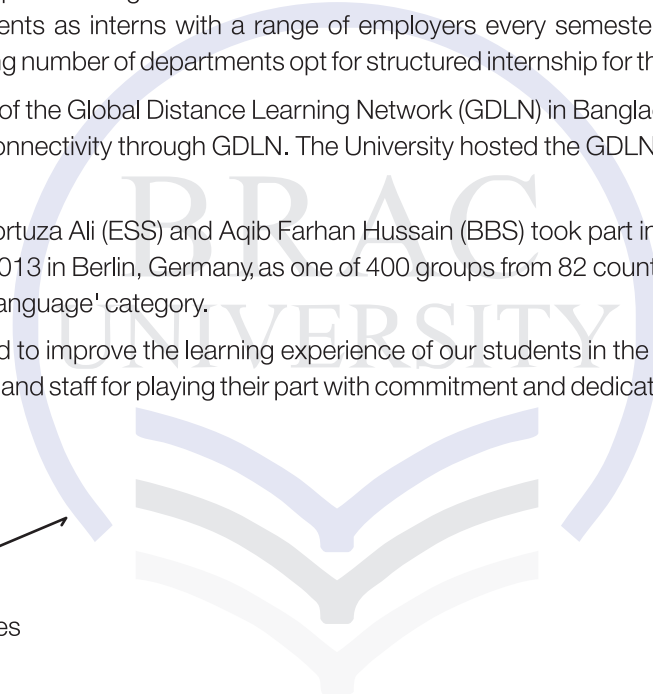 ents as interns with a range of employers every semeste
ng number of departments opt for structured internship for th
of the Global Distance Learning Network (GDLN) in Banglad
onnectivity through GDLN. The University hosted the GDLN
ortuza Ali (ESS) and Aqib Farhan Hussain (BBS) took part in
013 in Berlin, Germany, as one of 400 groups from 82 count
anguage' category.
d to improve the learning experience of our students in the
and staff for playing their part with commitment and dedicat
es
BRAC
UNIVERSITY